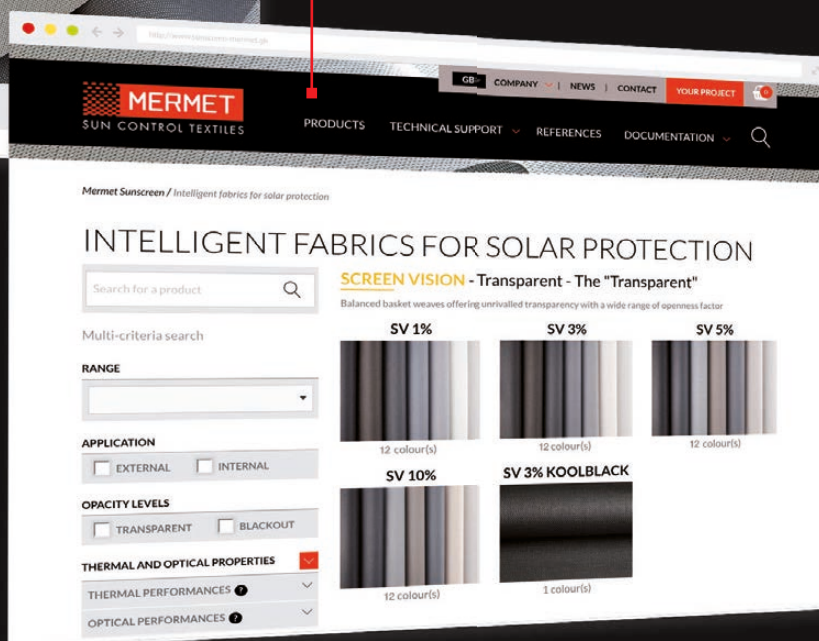 GB
COMPANY | NEWS | CONTACT
YOUR PROJECT
0
MERMET
SUN CONTROL TEXTILES
PRODUCTS
TECHNICAL SUPPORT
REFERENCES
DOCUMENTATION
Mermet Sunscreen / Intelligent fabrics for solar protection
INTELLIGENT FABRICS FOR SOLAR PROTECTION
Search for a product
Multi-criteria search
RANGE
APPLICATION
EXTERNAL
INTERNAL
OPACITY LEVELS
TRANSPARENT
BLACKOUT
THERMAL AND OPTICAL PROPERTIES
THERMAL PERFORMANCES ?
OPTICAL PERFORMANCES ?
SCREEN VISION - Transparent - The "Transparent"
Balanced basket weaves offering unrivalled transparency with a wide range of openness factor
SV 1%
SV 3%
SV 5%
12 colour(s)
12 colour(s)
12 colour(s)
SV 10%
SV 3% KOOLBLACK
12 colour(s)
1 colour(s)